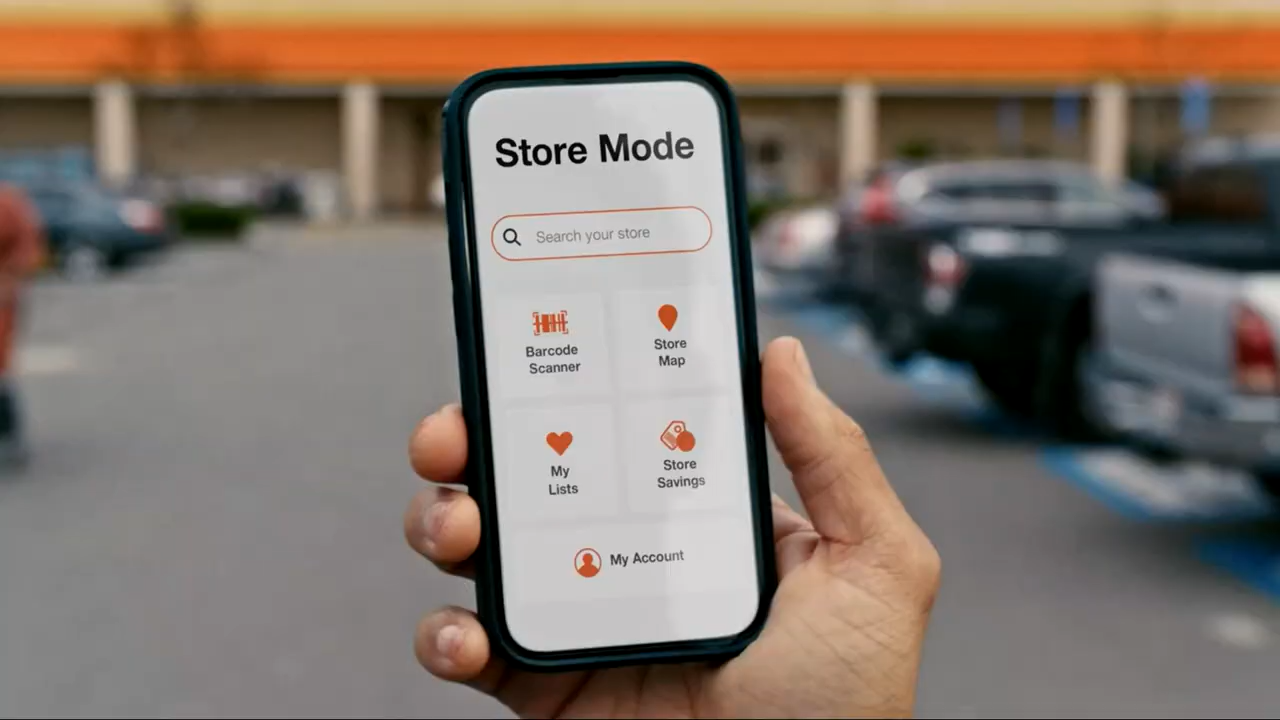 Store Mode
Search your store
Barcode
Scanner
Store
Map
My
Lists
Store
Savings
My Account